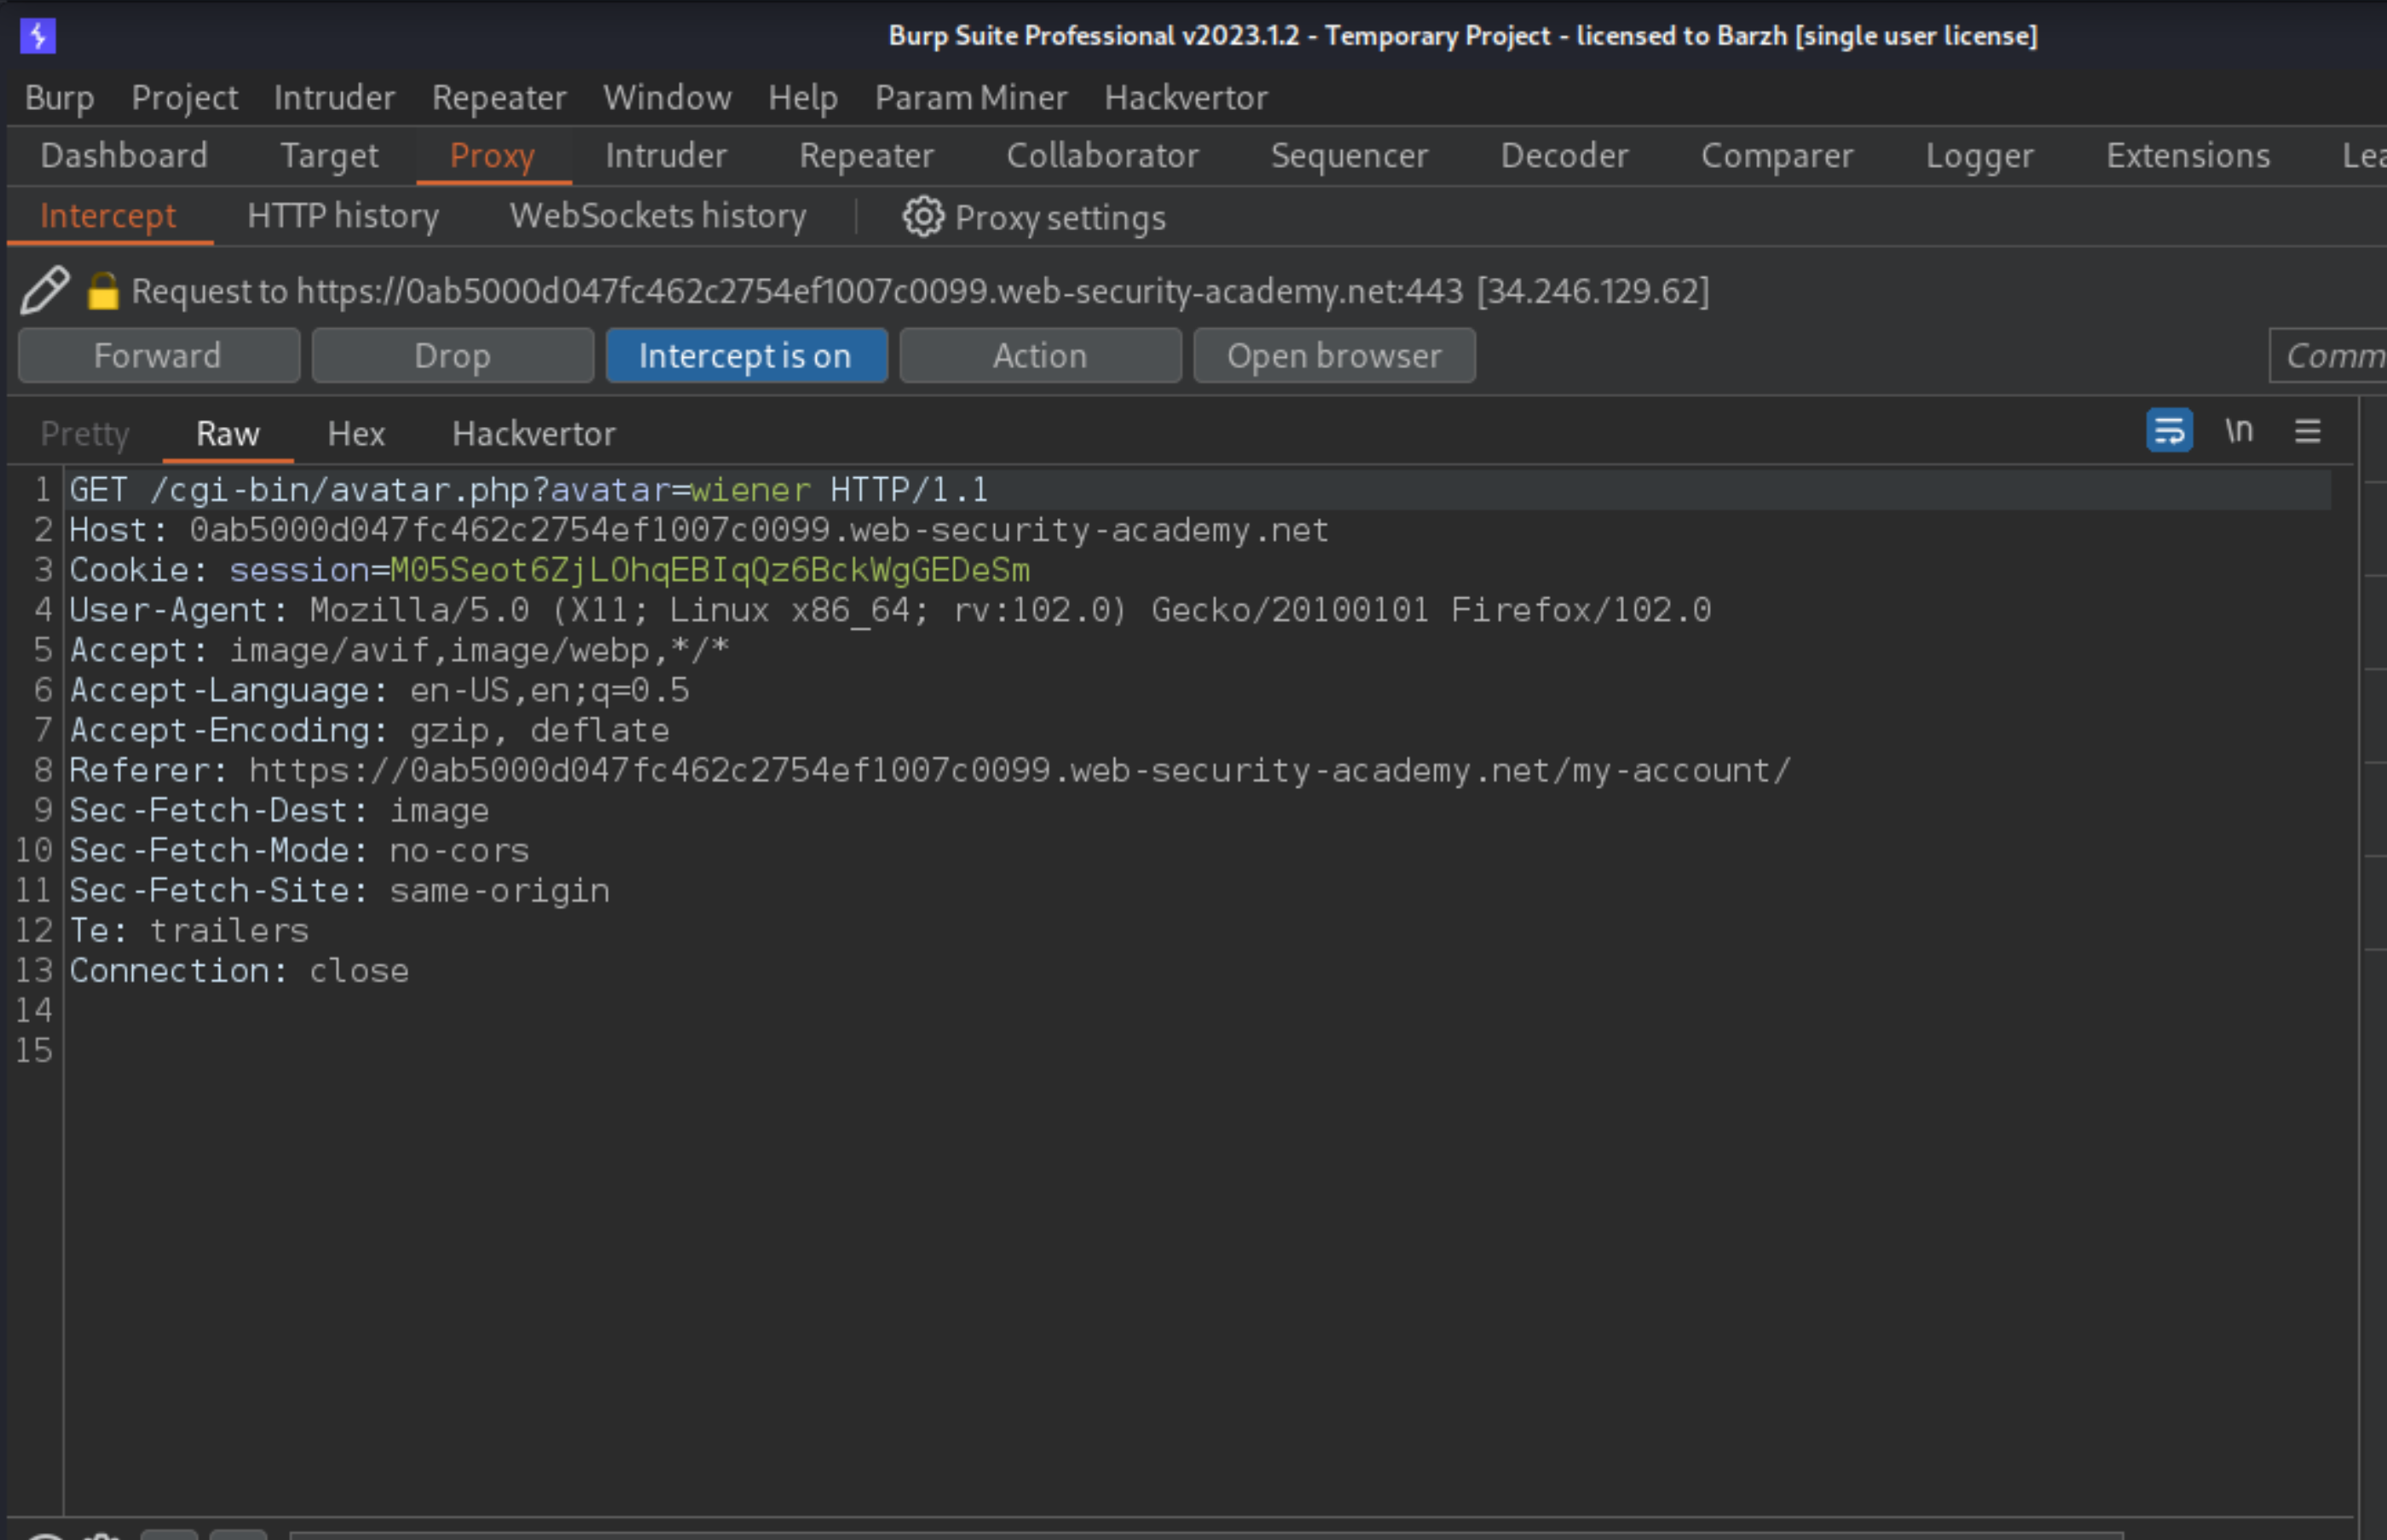 Burp Suite Professional v2023.1.2 - Temporary Project - licensed to Barzh [single user license]
Burp Project Intruder Repeater Window Help Param Miner Hackvertor
Dashboard Target Proxy Intruder Repeater Collaborator Sequencer Decoder Comparer Logger Extensions Lea
Intercept HTTP history WebSockets history Proxy settings
Request to https://0ab5000d047fc462c2754ef1007c0099.web-security-academy.net:443 [34.246.129.62]
Forward Drop Intercept is on Action Open browser Comm
Pretty Raw Hex Hackvertor \n
1 GET /cgi-bin/avatar.php?avatar=wiener HTTP/1.1
2 Host: 0ab5000d047fc462c2754ef1007c0099.web-security-academy.net
3 Cookie: session=M05Seot6ZjLOhqEBIqQz6BckWgGEDeSm
4 User-Agent: Mozilla/5.0 (X11; Linux x86_64; rv:102.0) Gecko/20100101 Firefox/102.0
5 Accept: image/avif,image/webp,*/*
6 Accept-Language: en-US,en;q=0.5
7 Accept-Encoding: gzip, deflate
8 Referer: https://0ab5000d047fc462c2754ef1007c0099.web-security-academy.net/my-account/
9 Sec-Fetch-Dest: image
10 Sec-Fetch-Mode: no-cors
11 Sec-Fetch-Site: same-origin
12 Te: trailers
13 Connection: close
14
15